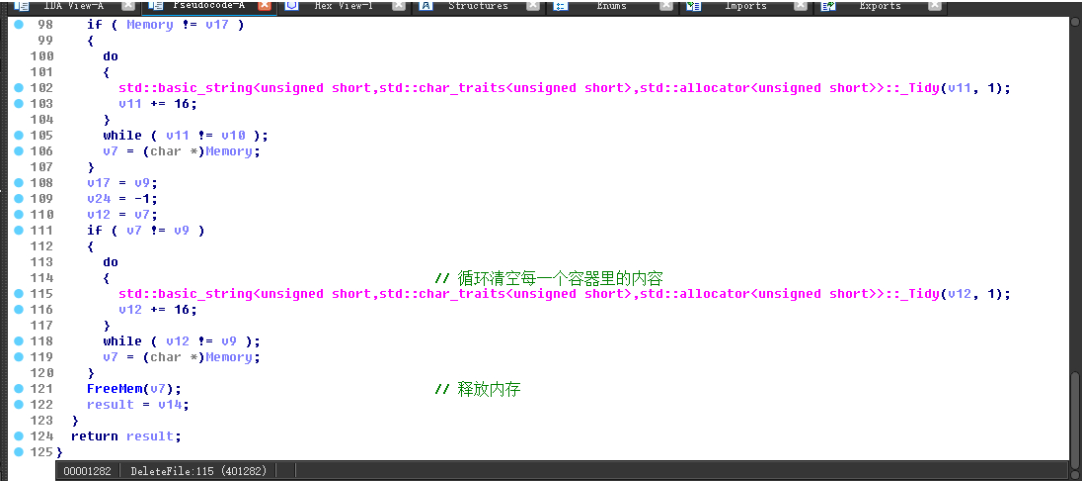 IDA View-A Pseudocode-A Hex View-1 Structures Enums Imports Exports
98 if ( Memory != v17 )
99 {
100 do
101 {
102 std::basic_string<unsigned short,std::char_traits<unsigned short>,std::allocator<unsigned short>>::_Tidy(v11, 1);
103 v11 += 16;
104 }
105 while ( v11 != v10 );
106 v7 = (char *)Memory;
107 }
108 v17 = v9;
109 v24 = -1;
110 v12 = v7;
111 if ( v7 != v9 )
112 {
113 do
114 { // 循环清空每一个容器里的内容
115 std::basic_string<unsigned short,std::char_traits<unsigned short>,std::allocator<unsigned short>>::_Tidy(v12, 1);
116 v12 += 16;
117 }
118 while ( v12 != v9 );
119 v7 = (char *)Memory;
120 }
121 FreeMem(v7); // 释放内存
122 result = v14;
123 }
124 return result;
125 }
00001282 DeleteFile:115 (401282)